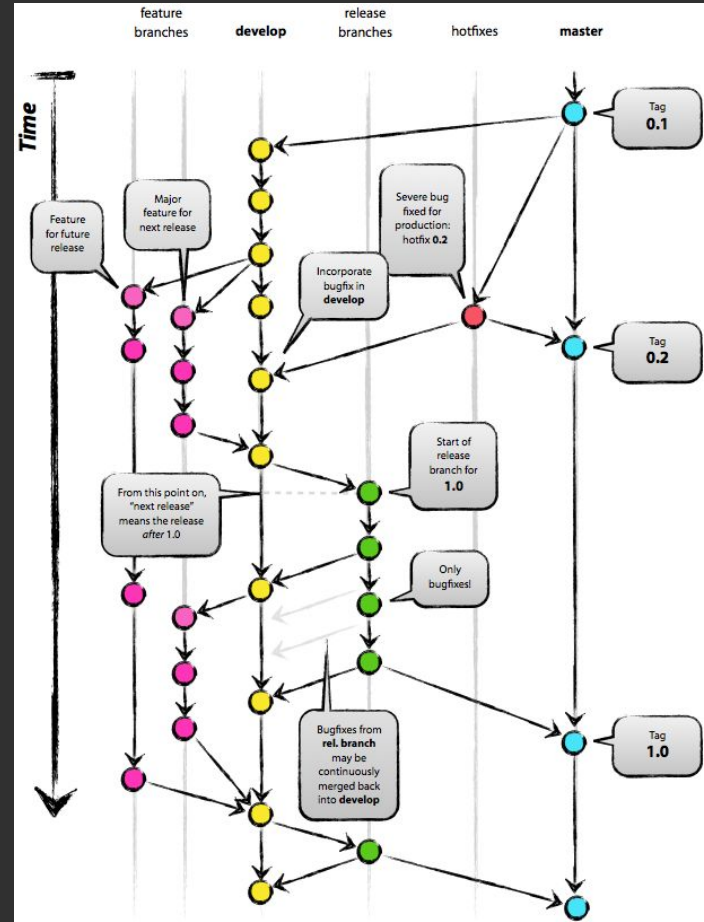 feature
branches
develop
release
branches
hotfixes
master
Time
Tag
0.1
Major
feature for
next release
Feature
for future
release
Severe bug
fixed for
production:
hotfix 0.2
Incorporate
bugfix in
develop
Tag
0.2
Start of
release
branch for
1.0
From this point on,
“next release”
means the release
after 1.0
Only
bugfixes!
Bugfixes from
rel. branch
may be
continuously
merged back
into develop
Tag
1.0